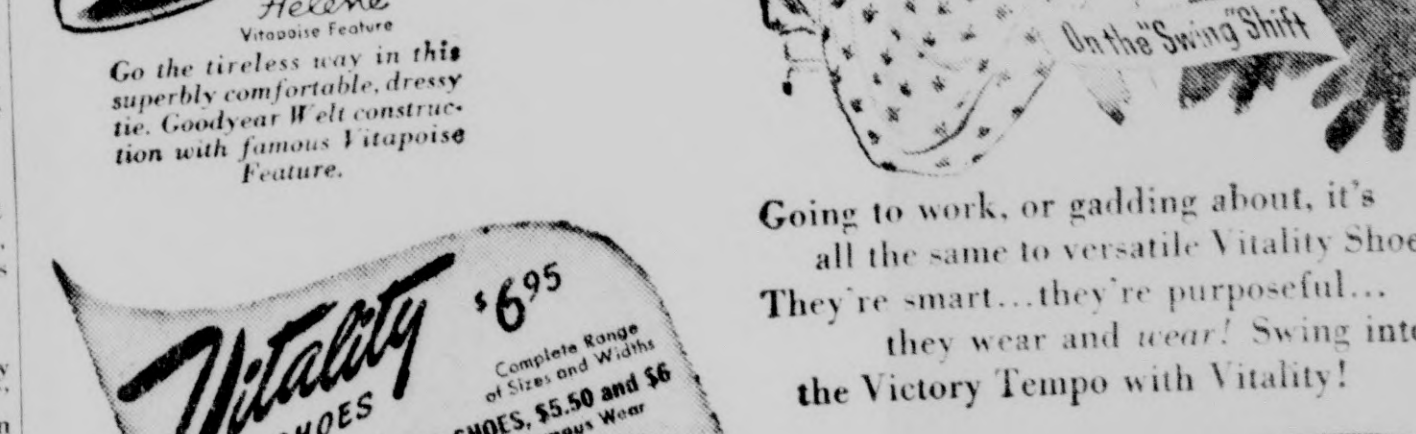 Helene
Vitapoise Feature
Go the tireless way in this
superbly comfortable, dressy
tie. Goodyear Welt construc-
tion with famous Vitapoise
Feature.
Vitality
SHOES
$6.95
Complete Range
of Sizes and Widths
SHOES, $5.50 and $6
Wear
On the "Swing" Shift
Going to work, or gadding about, it's
all the same to versatile Vitality Shoe
They're smart...they're purposeful...
they wear and wear! Swing into
the Victory Tempo with Vitality!